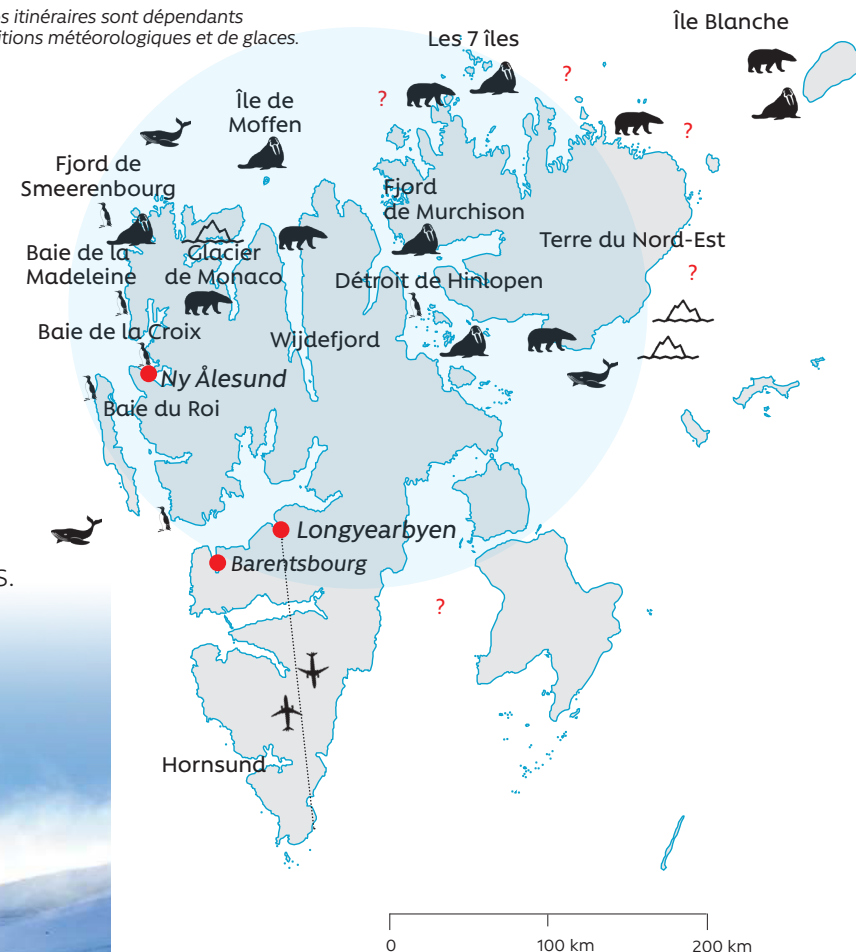 s itinéraires sont dépendants
itions météorologiques et de glaces.
Île Blanche
Les 7 îles
?
?
Île de
Moffen
?
Fjord de
Smeerenbourg
Fjord
de Murchison
Terre du Nord-Est
Baie de la
Madeleine
Glacier
de Monaco
?
Détroit de Hinlopen
Baie de la Croix
Wijdefjord
Ny Ålesund
Baie du Roi
Longyearbyen
Barentsbourg
s.
?
Hornsund
0
100 km
200 km